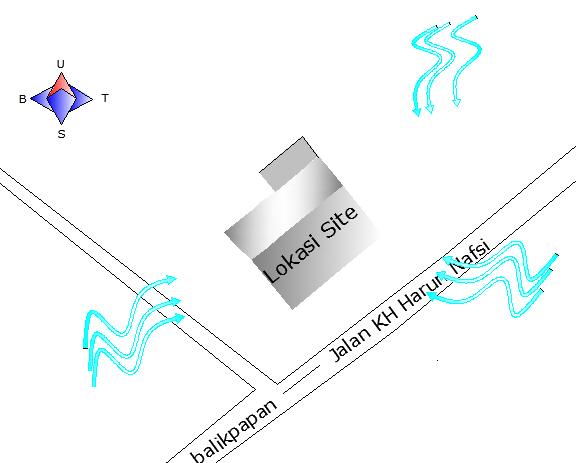 U
B
T
S
Lokasi Site
Jalan KH Harun Nafsi
balikpapan